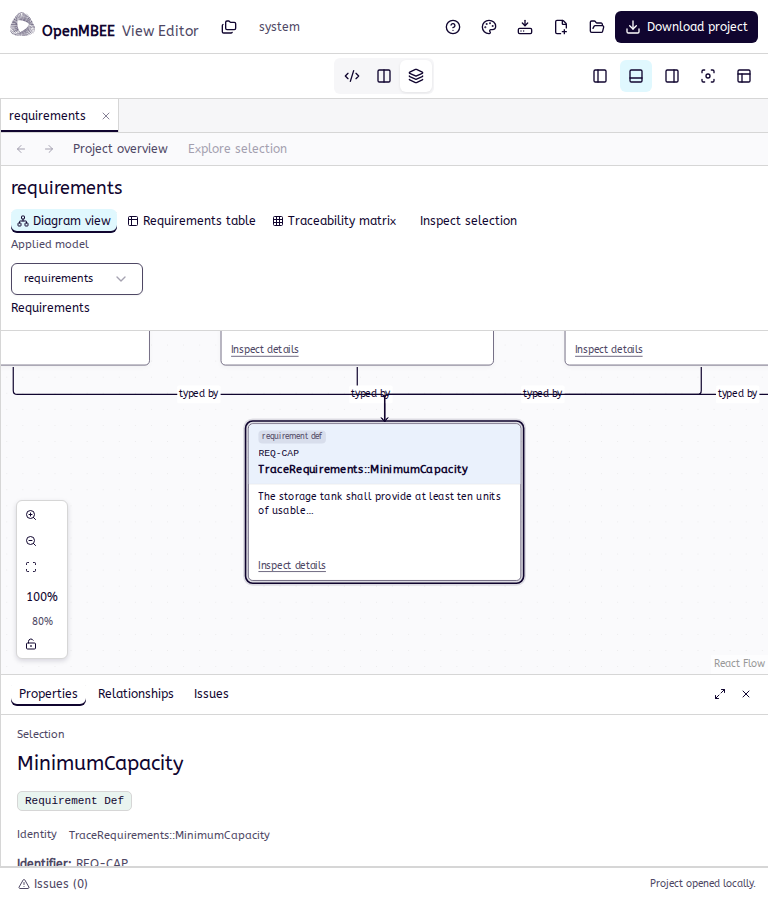 OpenMBEE View Editor
system
Download project
requirements
Project overview
Explore selection
requirements
Diagram view
Requirements table
Traceability matrix
Inspect selection
Applied model
requirements
Requirements
Inspect details
Inspect details
typed by
typed by
typed by
typed by
requirement def
REQ-CAP
TraceRequirements::MinimumCapacity
The storage tank shall provide at least ten units
of usable...
Inspect details
100%
80%
React Flow
Properties
Relationships
Issues
Selection
MinimumCapacity
Requirement Def
Identity TraceRequirements::MinimumCapacity
Identifier: REQ-CAP
Issues (0)
Project opened locally.